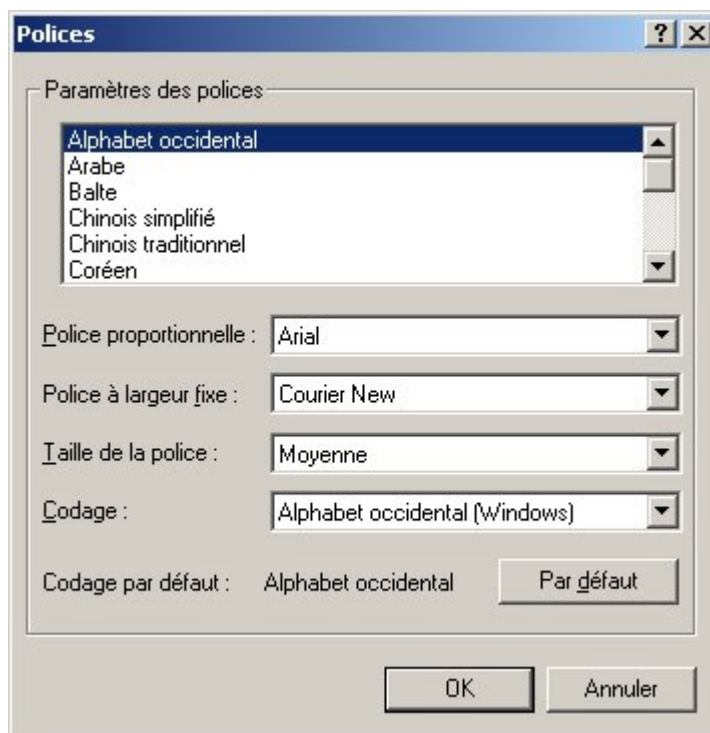 Polices
Paramètres des polices
Alphabet occidental
Arabe
Balte
Chinois simplifié
Chinois traditionnel
Coréen
Police proportionnelle : Arial
Police à largeur fixe : Courier New
Taille de la police : Moyenne
Codage : Alphabet occidental (Windows)
Codage par défaut : Alphabet occidental Par défaut
OK Annuler